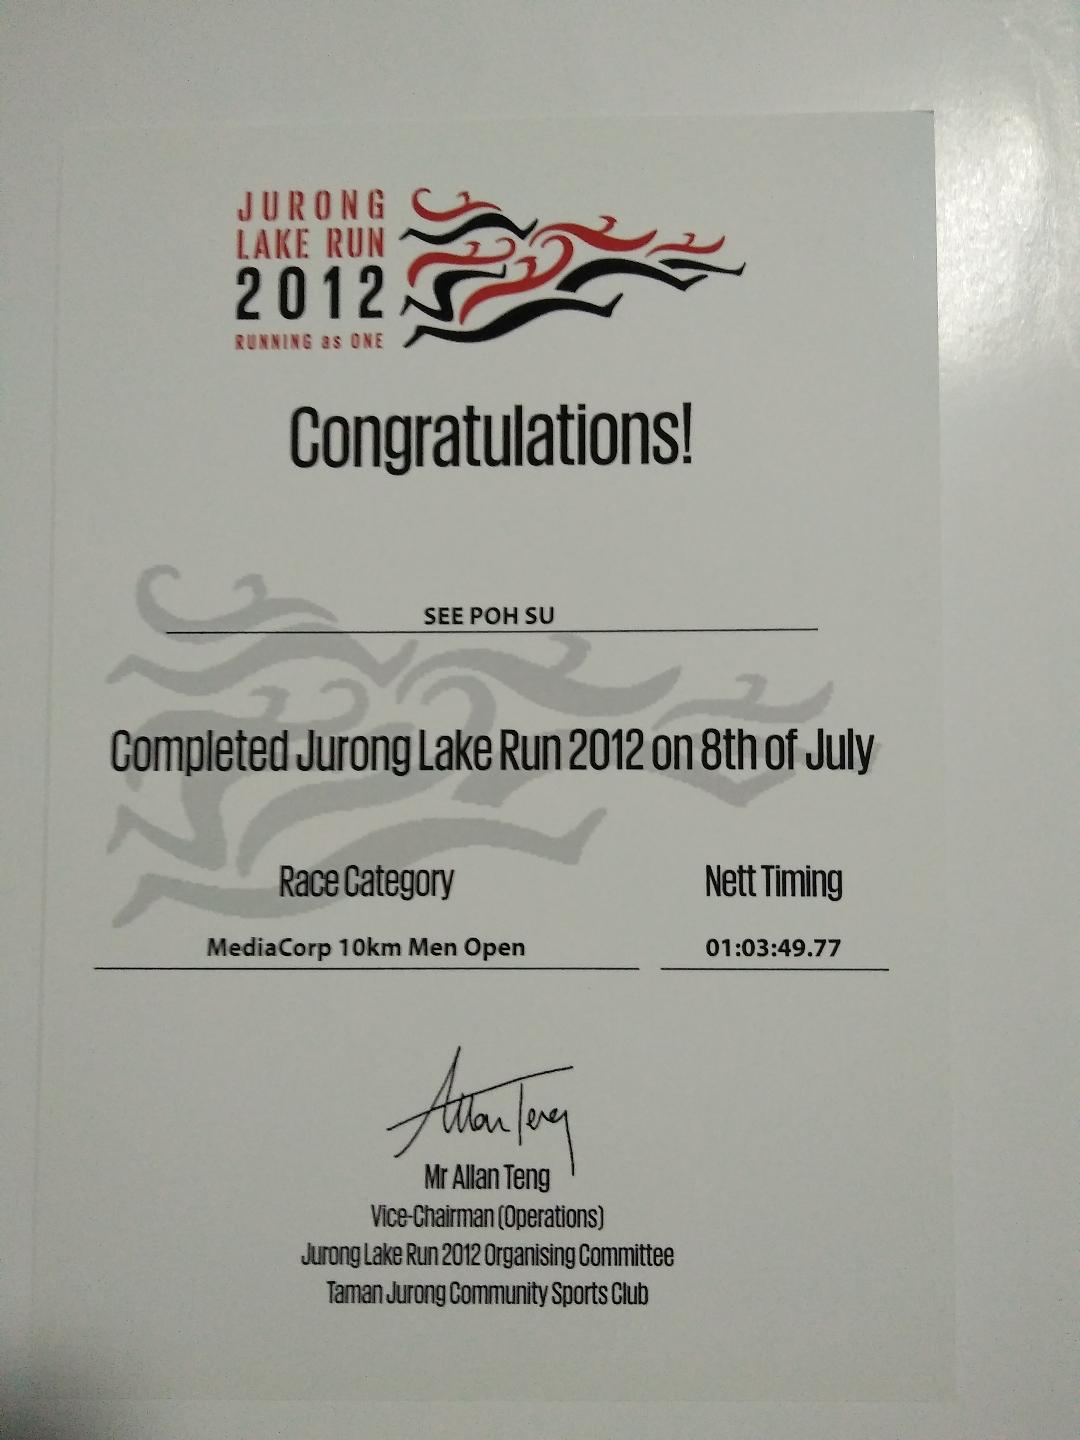 JURONG
LAKE RUN
2012
RUNNING as ONE
Congratulations!
SEE POH SU
Completed Jurong Lake Run 2012 on 8th of July
Race Category
Nett Timing
MediaCorp 10km Men Open
01:03:49.77
Allan Teng
Mr Allan Teng
Vice-Chairman (Operations)
Jurong Lake Run 2012 Organising Committee
Taman Jurong Community Sports Club